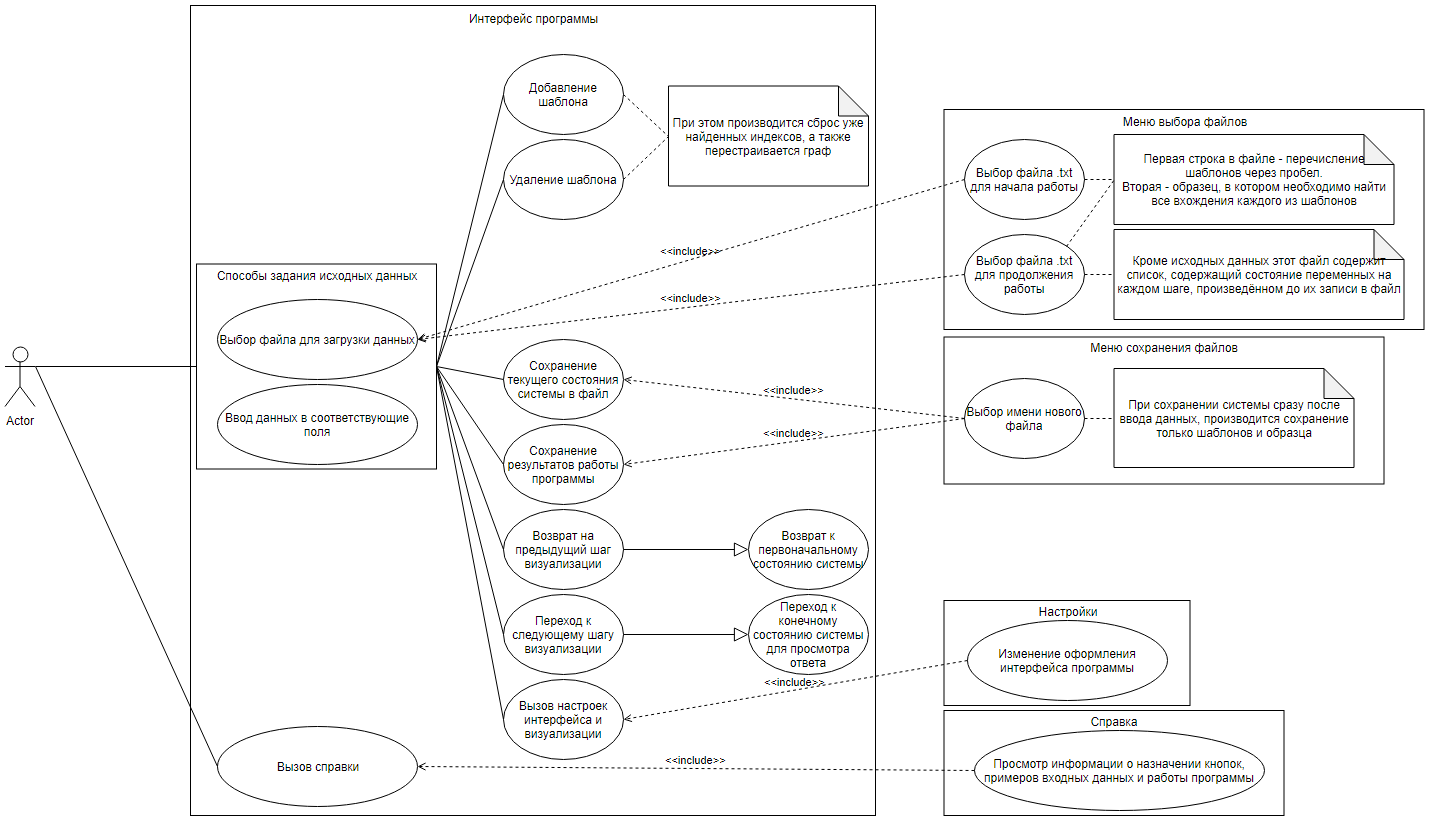 Интерфейс программы
Добавление
шаблона
При этом производится сброс уже
найденных индексов, а также
перестраивается граф
Удаление шаблона
Способы задания исходных данных
Выбор файла для загрузки данных
Ввод данных в соответствующие
поля
Actor
<<include>>
<<include>>
Сохранение
текущего состояния
системы в файл
<<include>>
Сохранение
результатов работы
программы
<<include>>
Возврат на
предыдущий шаг
визуализации
Возврат к
первоначальному
состоянию системы
Переход к
следующему шагу
визуализации
Переход к
конечному
состоянию системы
для просмотра
ответа
<<include>>
Вызов настроек
интерфейса и
визуализации
Вызов справки
<<include>>
Меню выбора файлов
Выбор файла .txt
для начала работы
Первая строка в файле - перечисление
шаблонов через пробел.
Вторая - образец, в котором необходимо найти
все вхождения каждого из шаблонов
Выбор файла .txt
для продолжения
работы
Кроме исходных данных этот файл содержит
список, содержащий состояние переменных на
каждом шаге, произведённом до их записи в файл
Меню сохранения файлов
Выбор имени нового
файла
При сохранении системы сразу после
ввода данных, производится сохранение
только шаблонов и образца
Настройки
Изменение оформления
интерфейса программы
Справка
Просмотр информации о назначении кнопок,
примеров входных данных и работы программы